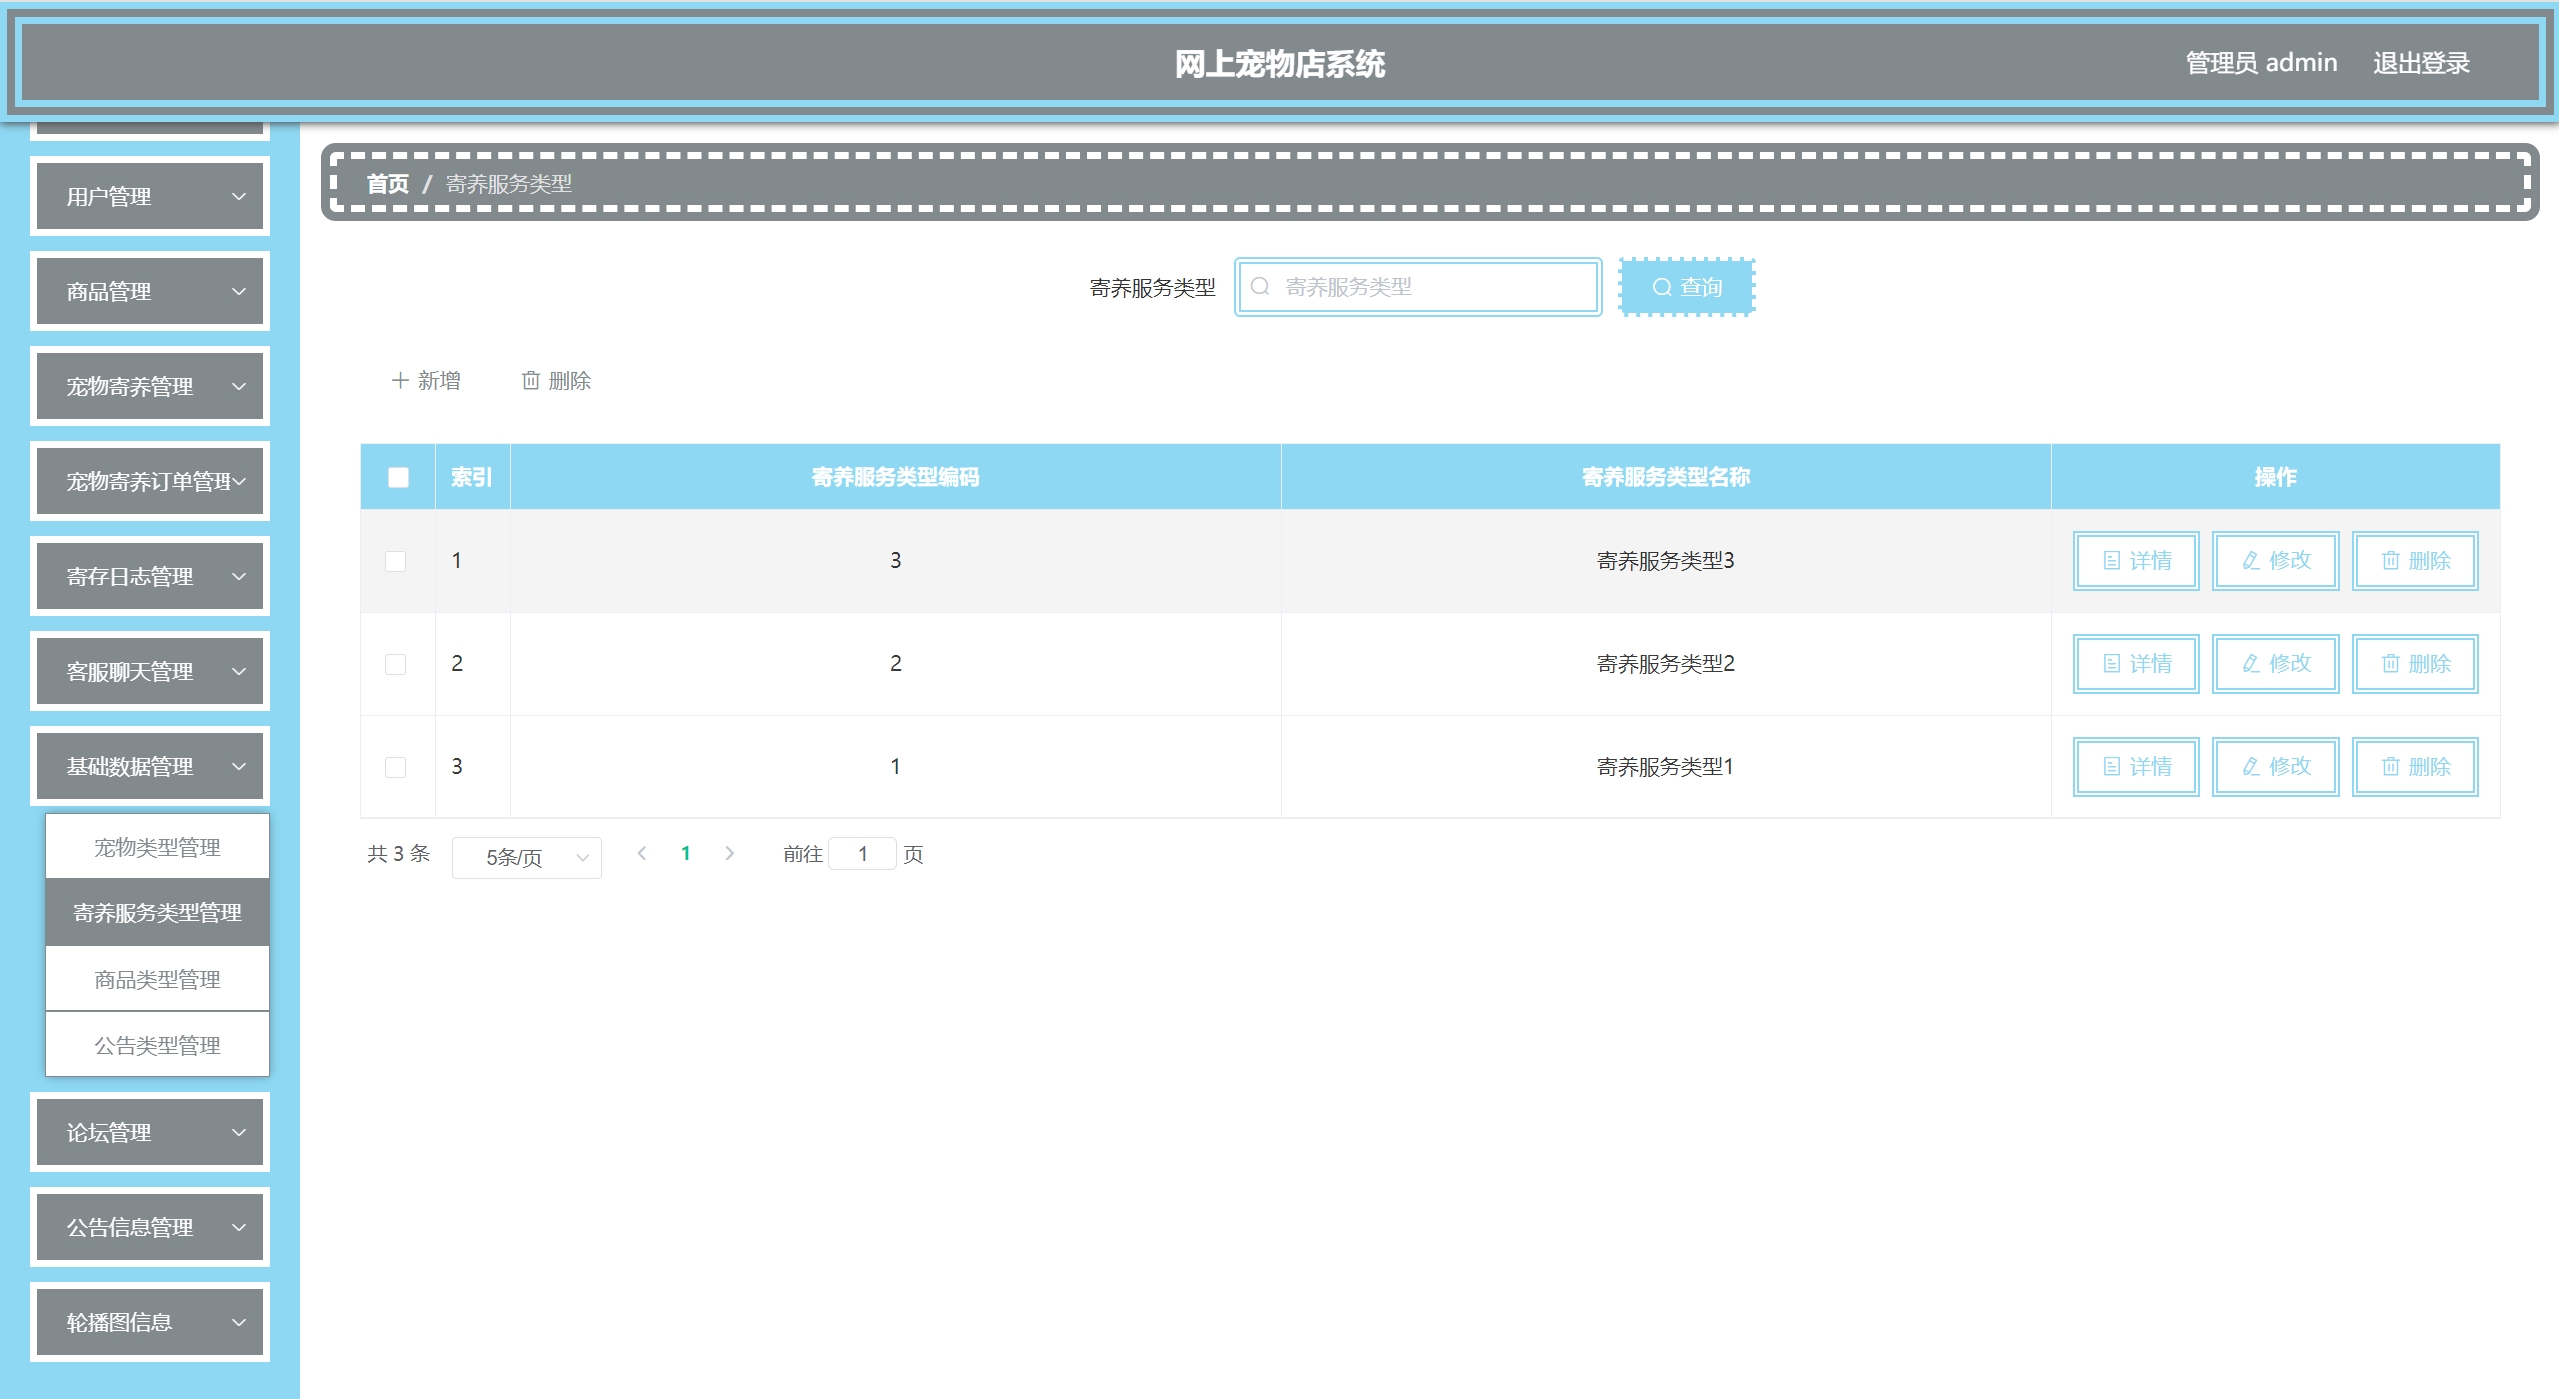 网上宠物店系统
管理员 admin 退出登录
首页 / 寄养服务类型
用户管理
商品管理
宠物寄养管理
宠物寄养订单管理
寄存日志管理
客服聊天管理
基础数据管理
宠物类型管理
寄养服务类型管理
商品类型管理
公告类型管理
论坛管理
公告信息管理
轮播图信息
寄养服务类型 寄养服务类型 查询
新增 删除
索引 寄养服务类型编码 寄养服务类型名称 操作
1 3 寄养服务类型3 详情 修改 删除
2 2 寄养服务类型2 详情 修改 删除
3 1 寄养服务类型1 详情 修改 删除
共 3 条 5条/页 1 前往 1 页